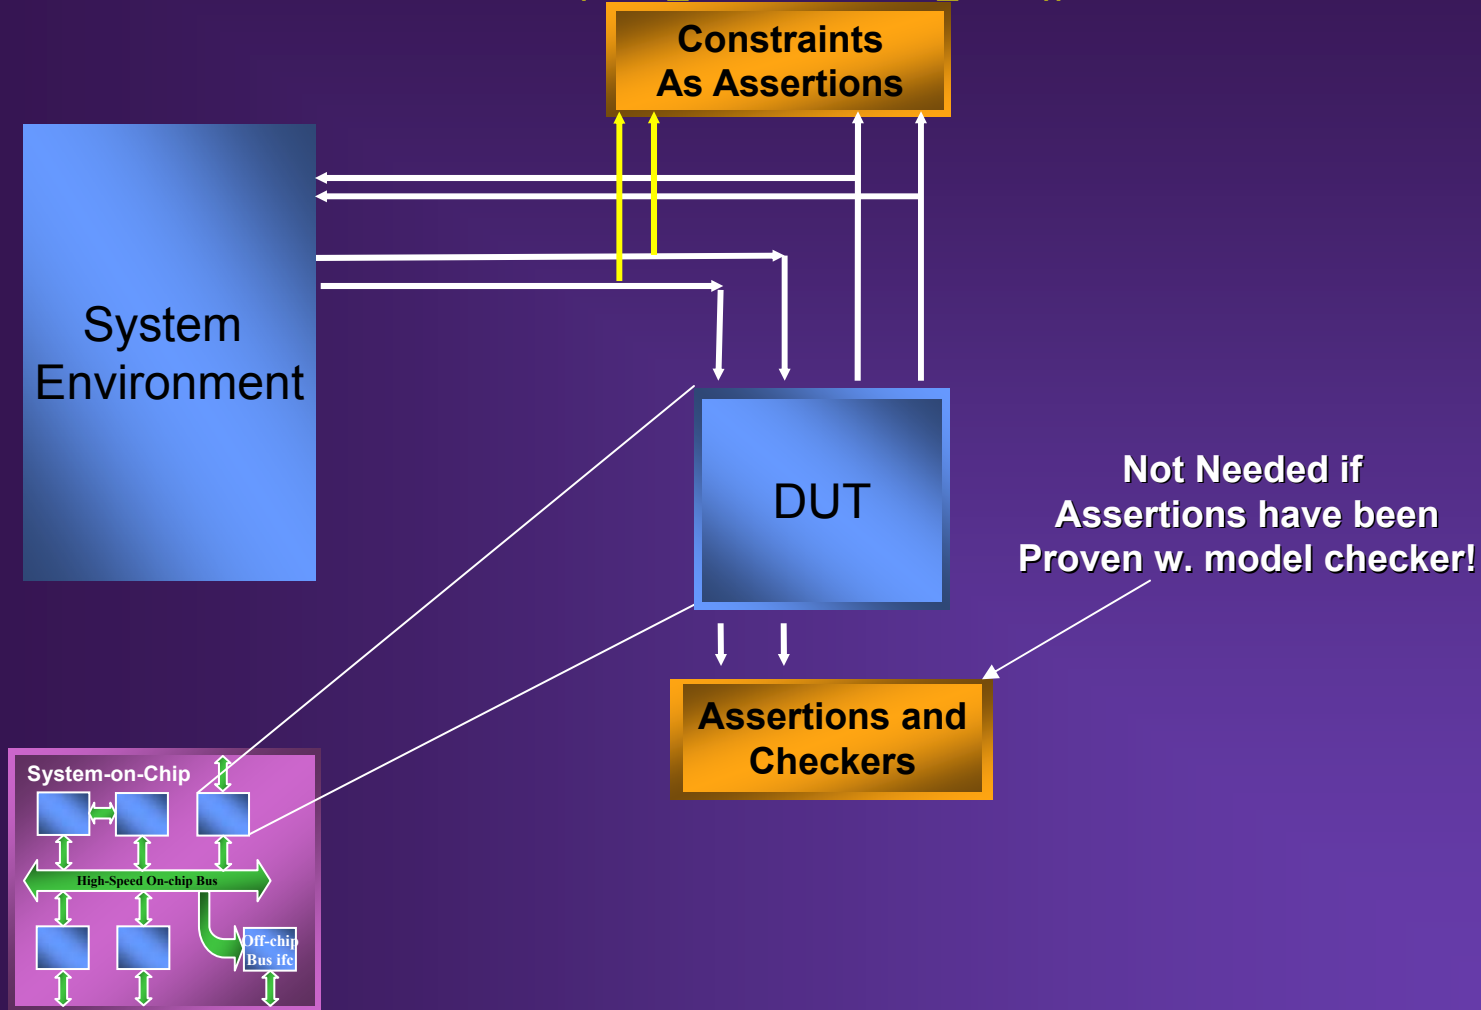 Constraints
As Assertions
System
Environment
DUT
Not Needed if
Assertions have been
Proven w. model checker!
Assertions and
Checkers
System-on-Chip
High-Speed On-chip Bus
Off-chip
Bus ifc